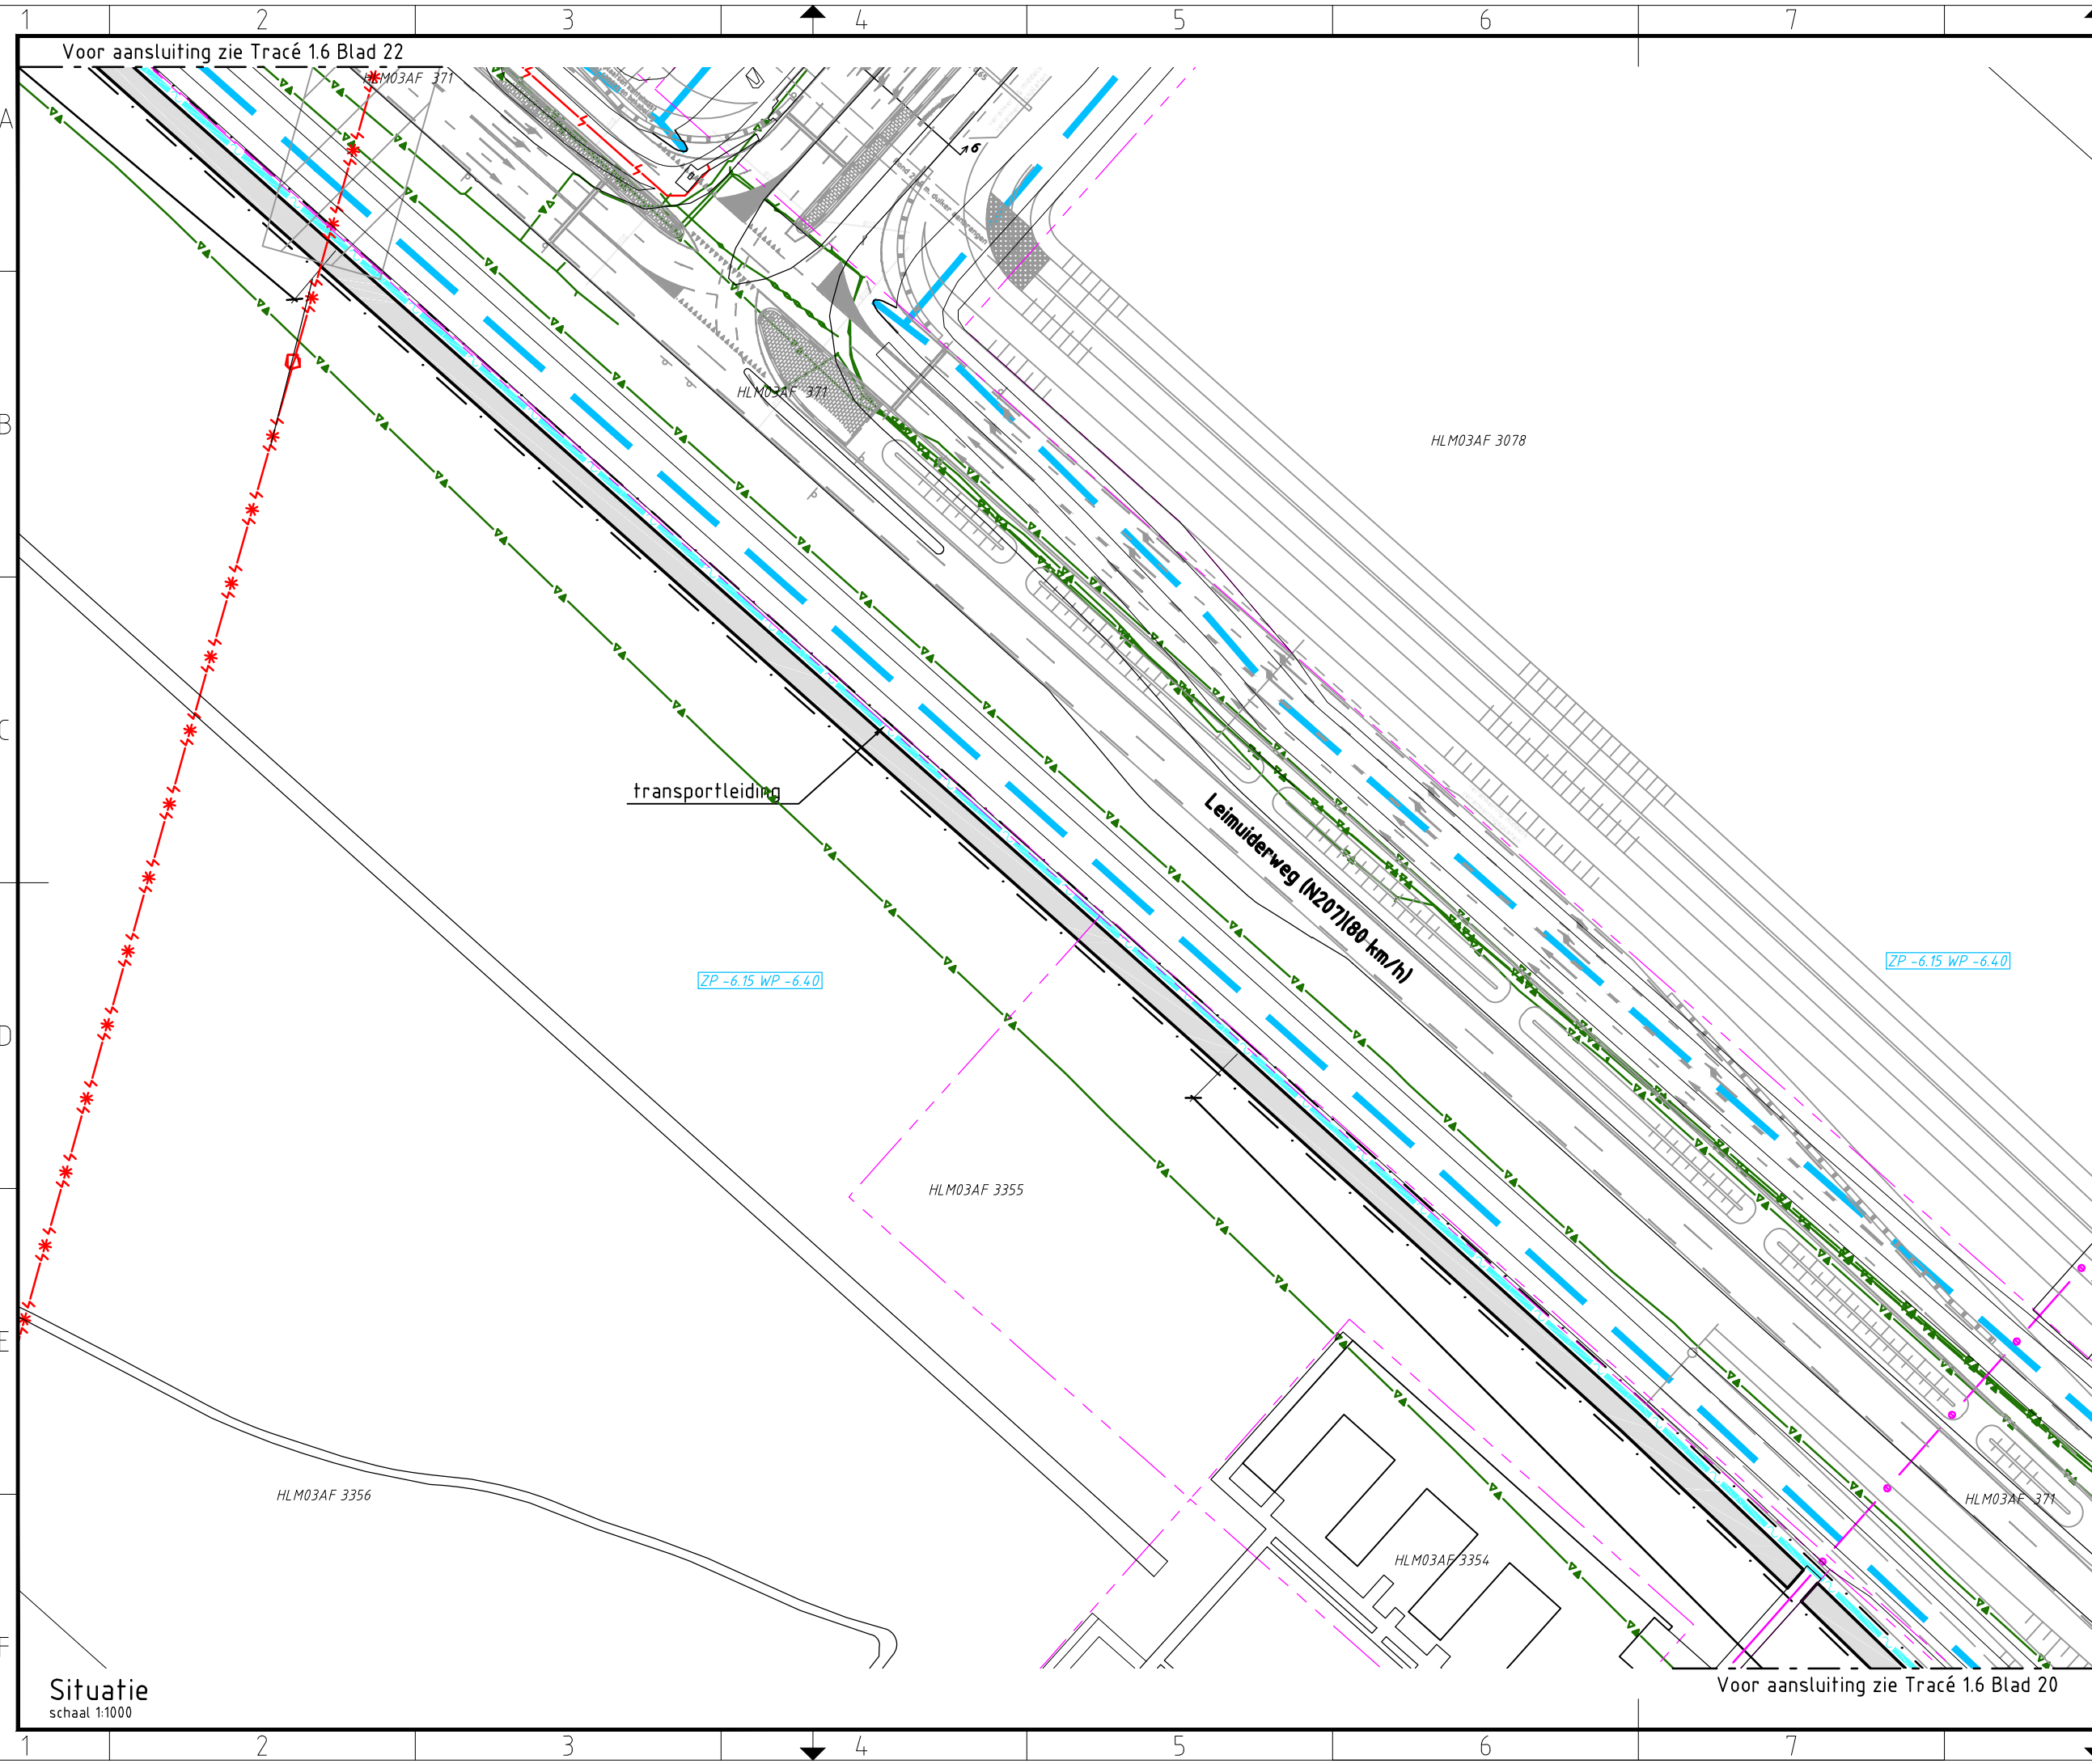 1 2 3 4 5 6 7
Voor aansluiting zie Tracé 1.6 Blad 22
HLM03AF 371
A
6
B
HLM03AF 371
HLM03AF 3078
C
transportleiding
Leimuiderweg (N207)(80 km/h)
ZP -6.15 WP -6.40
ZP -6.15 WP -6.40
D
HLM03AF 3355
E
HLM03AF 3356
HLM03AF 371
HLM03AF 3354
F
Situatie
schaal 1:1000
Voor aansluiting zie Tracé 1.6 Blad 20
1 2 3 4 5 6 7